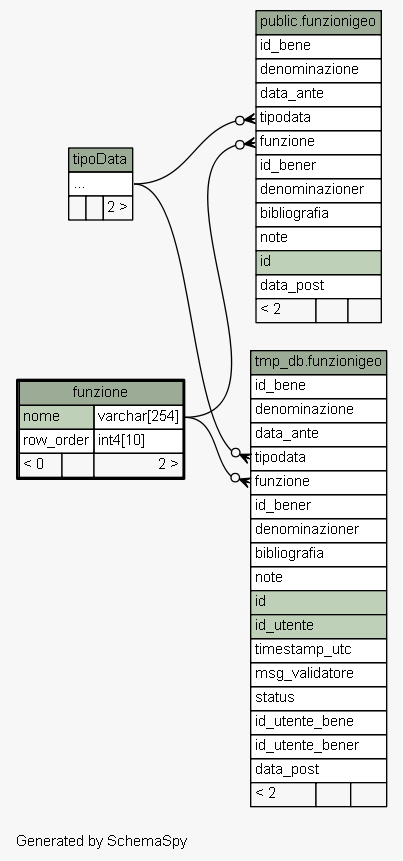 public.funzionigeo
id_bene
denominazione
data_ante
tipodata
funzione
id_bener
denominazioner
bibliografia
note
id
data_post
< 2
tipoData
...
2 >
funzione
nome varchar[254]
row_order int4[10]
< 0 2 >
tmp_db.funzionigeo
id_bene
denominazione
data_ante
tipodata
funzione
id_bener
denominazioner
bibliografia
note
id
id_utente
timestamp_utc
msg_validatore
status
id_utente_bene
id_utente_bener
data_post
< 2
Generated by SchemaSpy